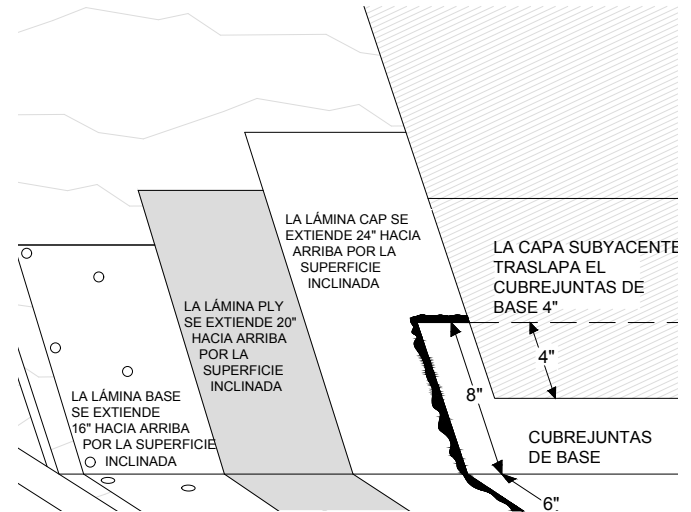 LA LÁMINA BASE
SE EXTIENDE
16" HACIA ARRIBA
POR LA SUPERFICIE
INCLINADA
LA LÁMINA PLY
SE EXTIENDE 20"
HACIA ARRIBA
POR LA
SUPERFICIE
INCLINADA
LA LÁMINA CAP SE
EXTIENDE 24" HACIA
ARRIBA POR LA
SUPERFICIE
INCLINADA
LA CAPA SUBYACENTE
TRASLAPA EL
CUBREJUNTAS DE
BASE 4"
4"
8"
CUBREJUNTAS
DE BASE
6"